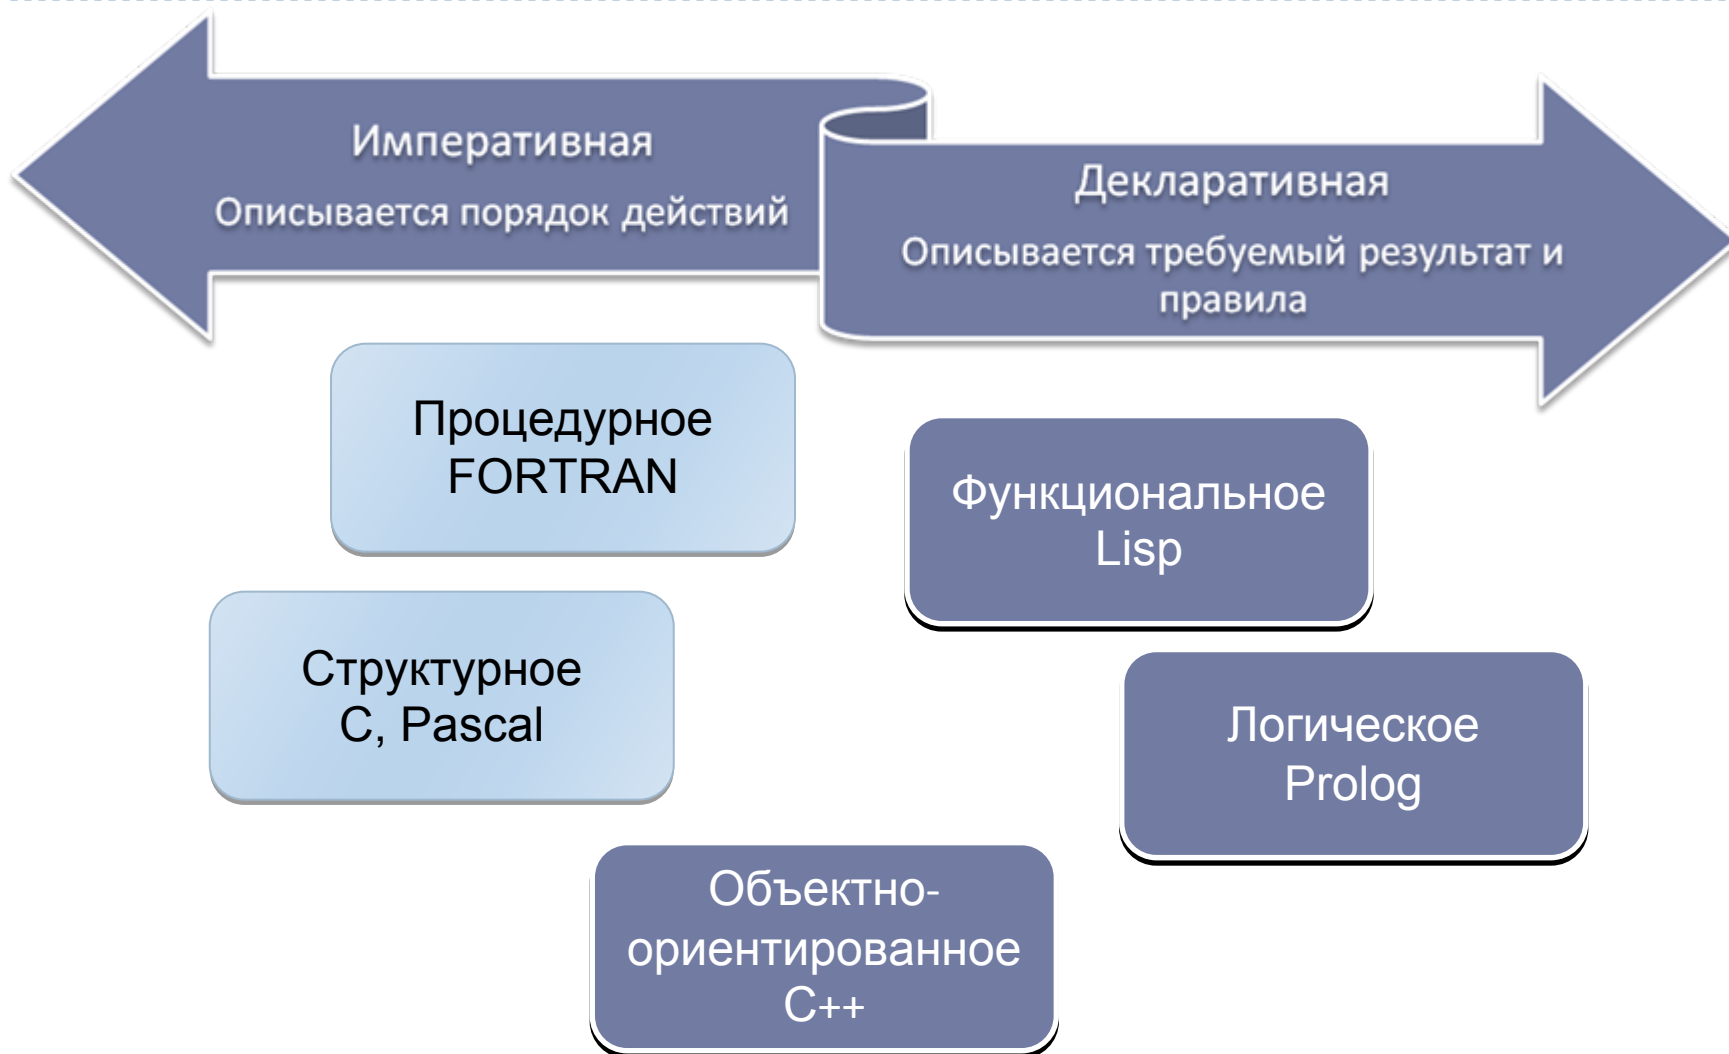 Императивная
Описывается порядок действий
Декларативная
Описывается требуемый результат и
правила
Процедурное
FORTRAN
Функциональное
Lisp
Структурное
C, Pascal
Логическое
Prolog
Объектно-
ориентированное
C++